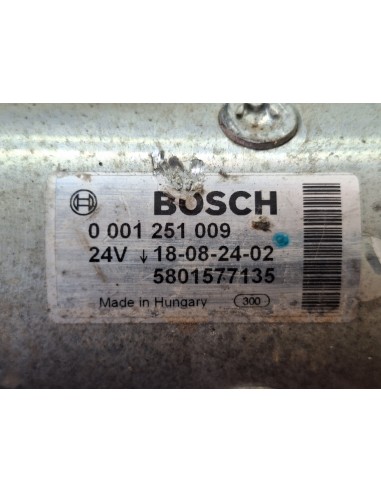 BOSCH
0 001 251 009
24V ↓ 18-08-24-02
5801577135
Made in Hungary 300